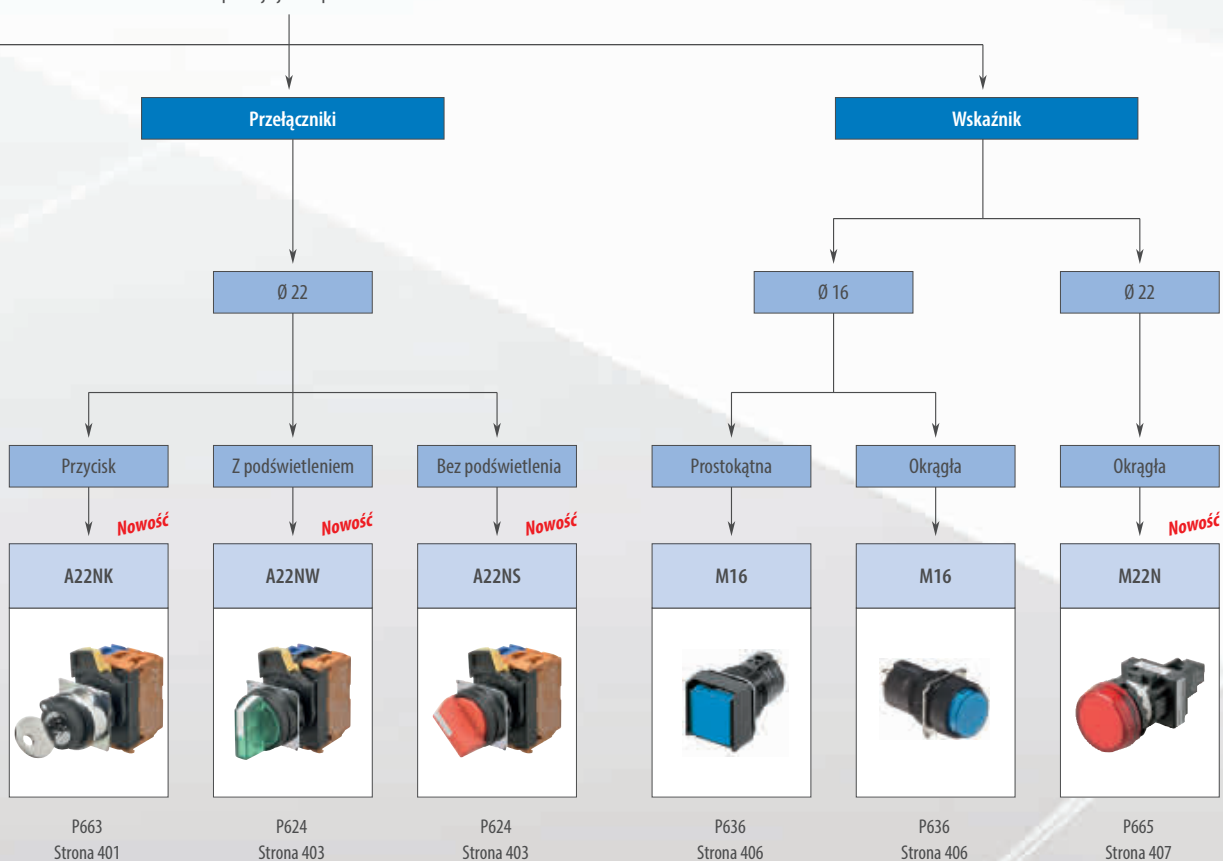 Przełączniki
Wskaźnik
Ø 22
Ø 16
Ø 22
Przycisk
Z podświetleniem
Bez podświetlenia
Prostokątna
Okrągła
Okrągła
Nowość
Nowość
Nowość
Nowość
A22NK
A22NW
A22NS
M16
M16
M22N
P663
P624
P624
P636
P636
P665
Strona 401
Strona 403
Strona 403
Strona 406
Strona 406
Strona 407